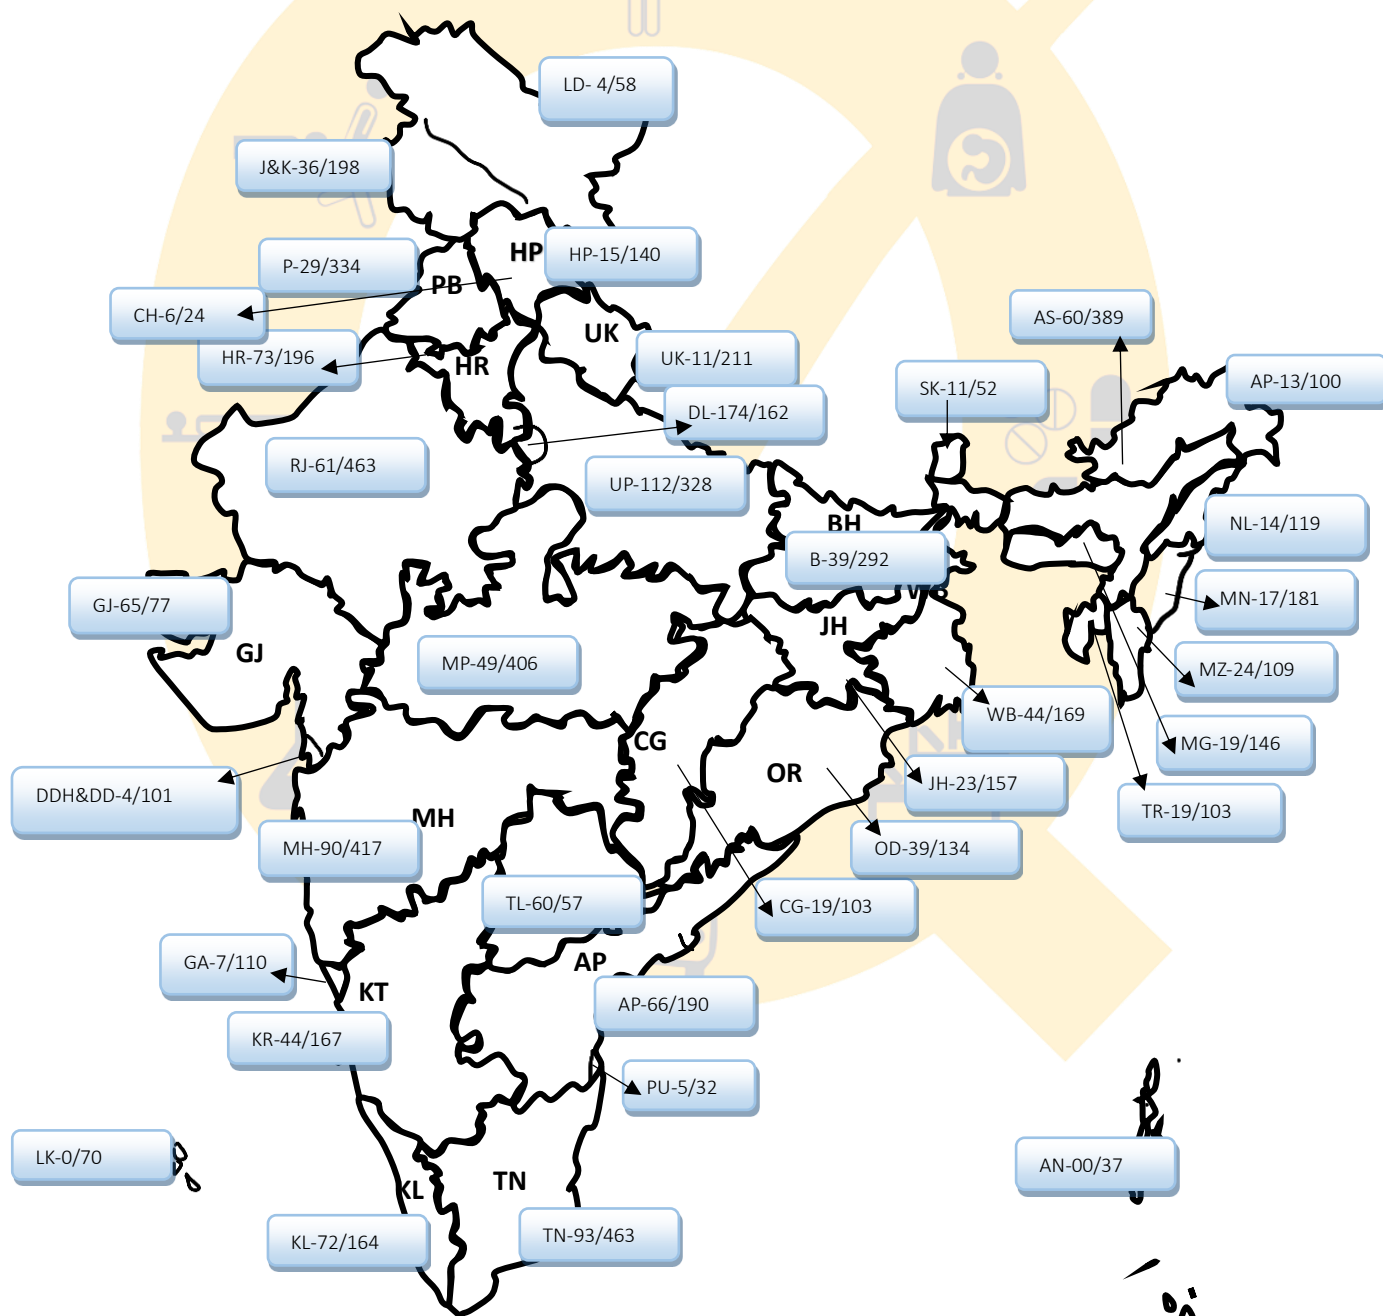 LD- 4/58
J&K-36/198
HP
HP-15/140
P-29/334
PB
CH-6/24
AS-60/389
UK
HR-73/196
HR
UK-11/211
SK-11/52
AP-13/100
DL-174/162
RJ-61/463
UP-112/328
BH
NL-14/119
B-39/292
WB
GJ-65/77
MN-17/181
JH
GJ
MP-49/406
MZ-24/109
WB-44/169
CG
MG-19/146
OR
DDH&DD-4/101
JH-23/157
TR-19/103
MH
MH-90/417
OD-39/134
TL-60/57
CG-19/103
GA-7/110
AP
KT
AP-66/190
KR-44/167
PU-5/32
LK-0/70
AN-00/37
KL
TN
KL-72/164
TN-93/463